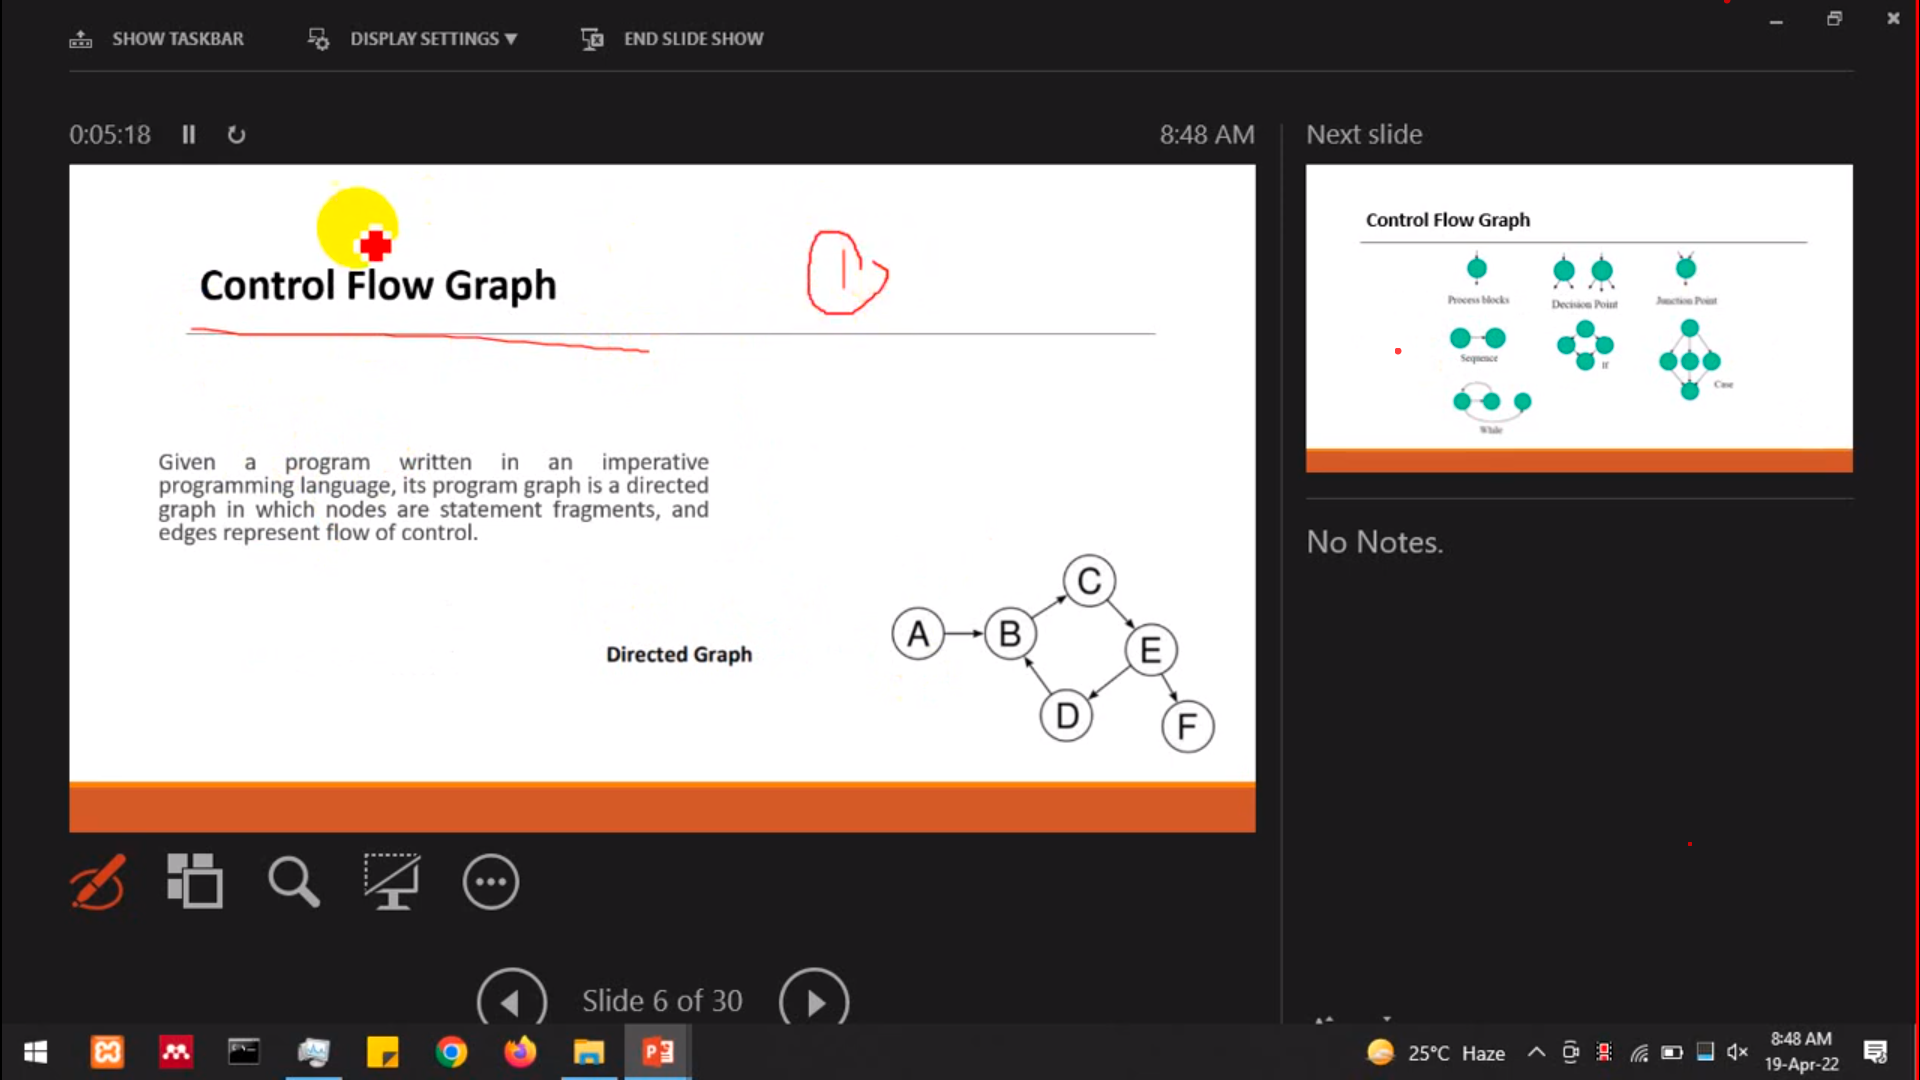 SHOW TASKBAR
DISPLAY SETTINGS ▼
END SLIDE SHOW
0:05:18
8:48 AM
Next slide
Control Flow Graph
1
Given a program written in an imperative
programming language, its program graph is a directed
graph in which nodes are statement fragments, and
edges represent flow of control.
Directed Graph
A
B
C
D
E
F
Control Flow Graph
Process blocks
Decision Point
Junction Point
Sequence
If
Case
While
No Notes.
Slide 6 of 30
25°C Haze
8:48 AM
19-Apr-22